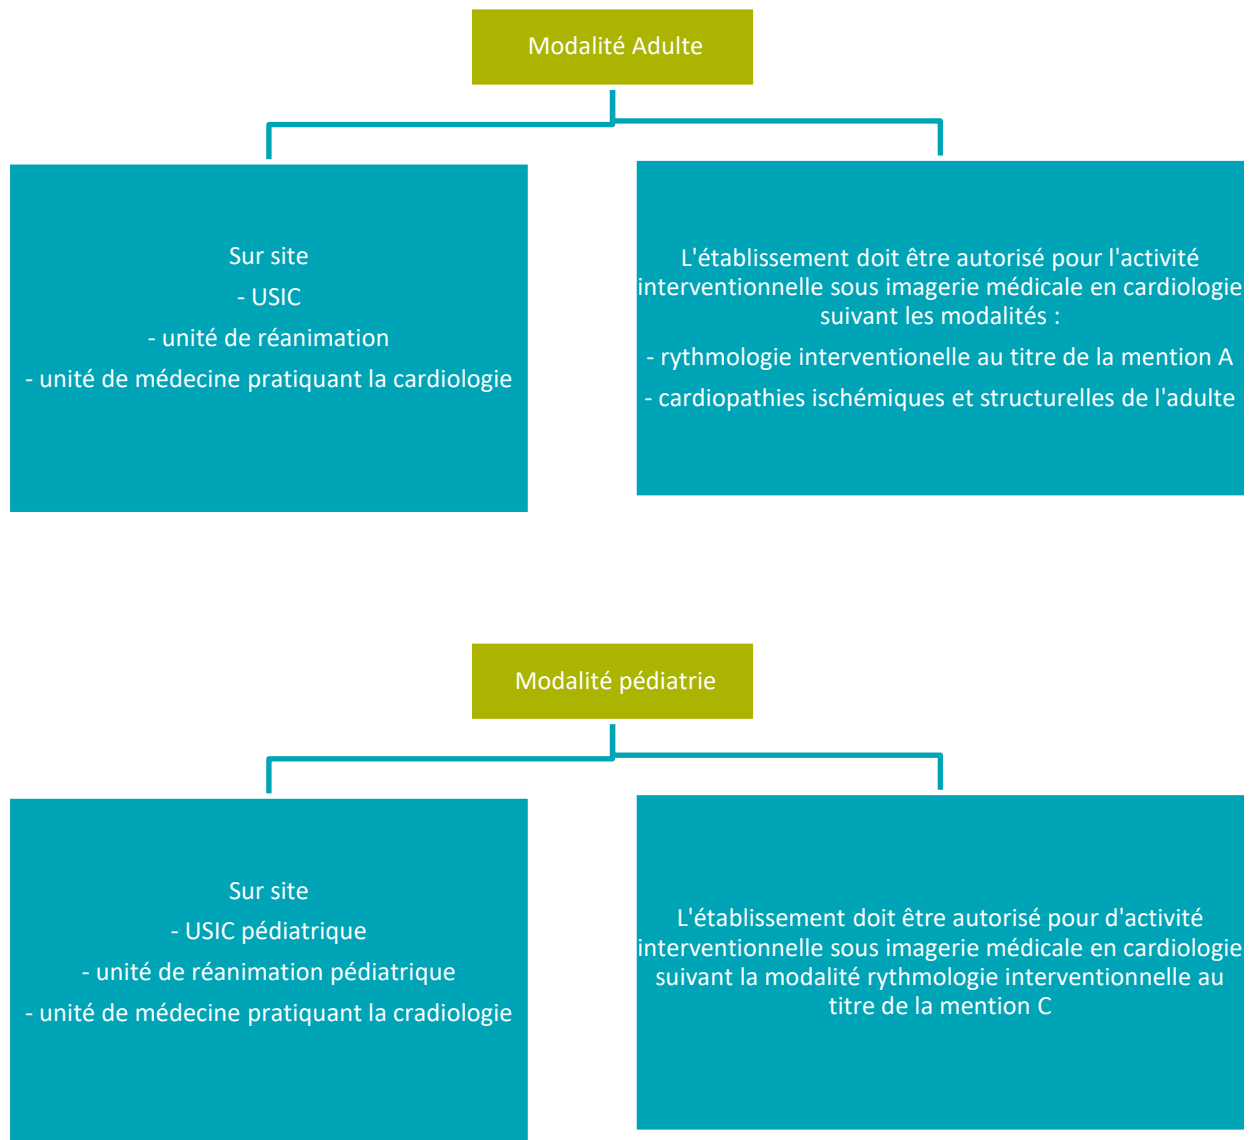 Modalité Adulte
Sur site
- USIC
- unité de réanimation
- unité de médecine pratiquant la cardiologie
L'établissement doit être autorisé pour l'activité
interventionnelle sous imagerie médicale en cardiologie
suivant les modalités :
- rythmologie interventionelle au titre de la mention A
- cardiopathies ischémiques et structurelles de l'adulte
Modalité pédiatrie
Sur site
- USIC pédiatrique
- unité de réanimation pédiatrique
- unité de médecine pratiquant la cradiologie
L'établissement doit être autorisé pour d'activité
interventionnelle sous imagerie médicale en cardiologie
suivant la modalité rythmologie interventionnelle au
titre de la mention C